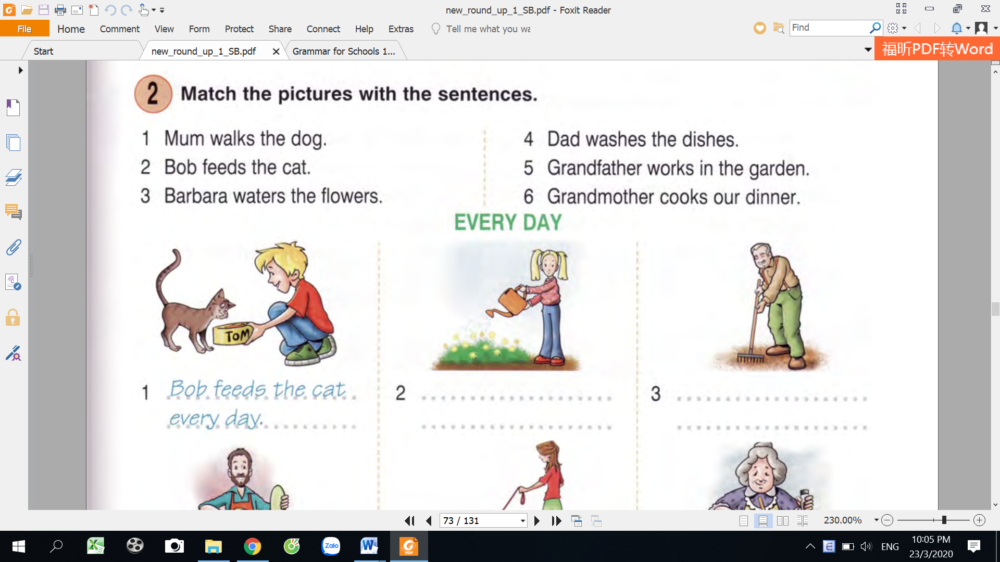 new_round_up_1_SB.pdf - Foxit Reader
File Home Comment View Form Protect Share Connect Help Extras Tell me what you wa Find
Start new_round_up_1_SB.pdf Grammar for Schools 1... 福昕PDF转Word
2 Match the pictures with the sentences.
1 Mum walks the dog.
2 Bob feeds the cat.
3 Barbara waters the flowers.
4 Dad washes the dishes.
5 Grandfather works in the garden.
6 Grandmother cooks our dinner.
EVERY DAY
TOM
1 Bob feeds the cat
every day.
2
3
73 / 131 230.00%
Zalo
PDF
ENG
10:05 PM
23/3/2020